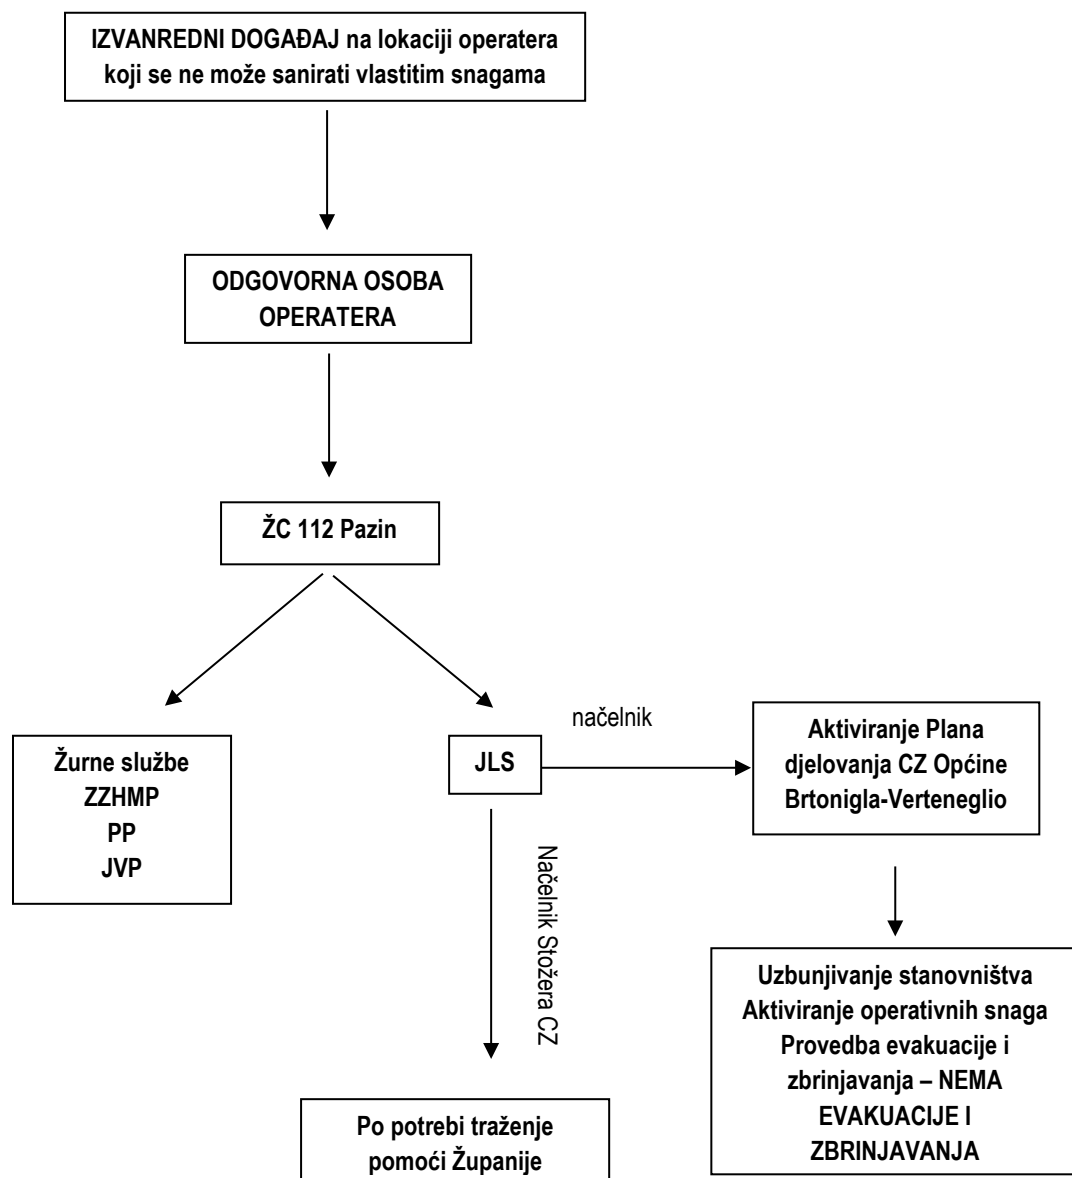 IZVANREDNI DOGAĐAJ na lokaciji operatera
koji se ne može sanirati vlastitim snagama
ODGOVORNA OSOBA
OPERATERA
ŽC 112 Pazin
Žurne službe
ZZHMP
PP
JVP
JLS
načelnik
Aktiviranje Plana
djelovanja CZ Općine
Brtonigla-Verteneglio
Načelnik Stožera CZ
Uzbunjivanje stanovništva
Aktiviranje operativnih snaga
Provedba evakuacije i
zbrinjavanja – NEMA
EVAKUACIJE I
ZBRINJAVANJA
Po potrebi traženje
pomoći Županije